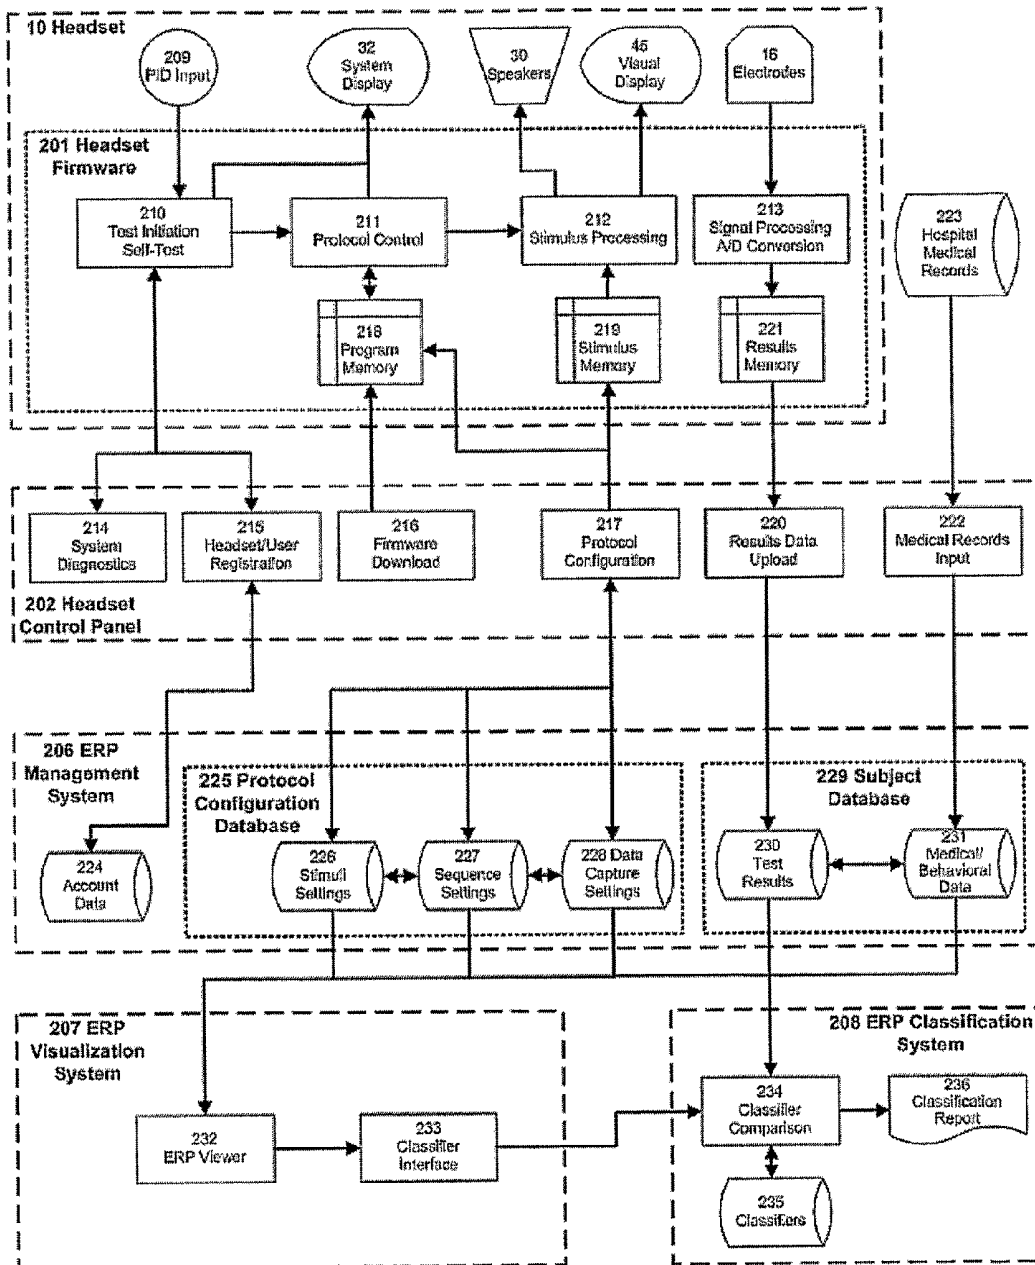 10 Headset
209
PID Input
32
System
Display
30
Speakers
45
Visual
Display
16
Electrodes
201 Headset
Firmware
210
Test Initiation
Self-Test
211
Protocol Control
212
Stimulus Processing
213
Signal Processing
A/D Conversion
223
Hospital
Medical
Records
218
Program
Memory
219
Stimulus
Memory
221
Results
Memory
214
System
Diagnostics
215
Headset/User
Registration
216
Firmware
Download
217
Protocol
Configuration
220
Results Data
Upload
222
Medical Records
Input
202 Headset
Control Panel
206 ERP
Management
System
225 Protocol
Configuration
Database
229 Subject
Database
224
Account
Data
226
Stimuli
Settings
227
Sequence
Settings
228 Data
Capture
Settings
230
Test
Results
231
Medical/
Behavioral
Data
207 ERP
Visualization
System
208 ERP Classification
System
232
ERP Viewer
233
Classifier
Interface
234
Classifier
Comparison
236
Classification
Report
235
Classifiers